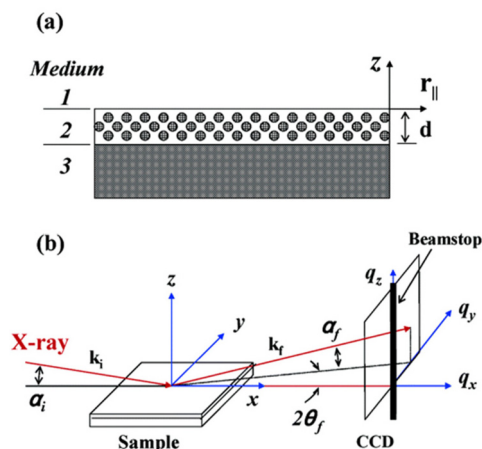 (a)
Medium
z
r||
1
2
d
3
(b)
Beamstop
z
qz
y
qy
X-ray
ki
kf
αf
αi
x
2θf
qx
Sample
CCD